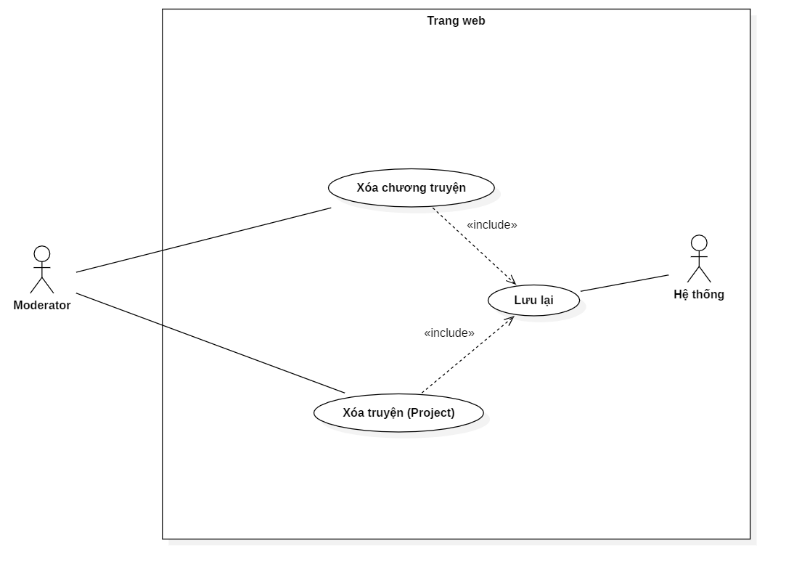 Trang web
Xóa chương truyện
«include»
Moderator
Hệ thống
Lưu lại
«include»
Xóa truyện (Project)